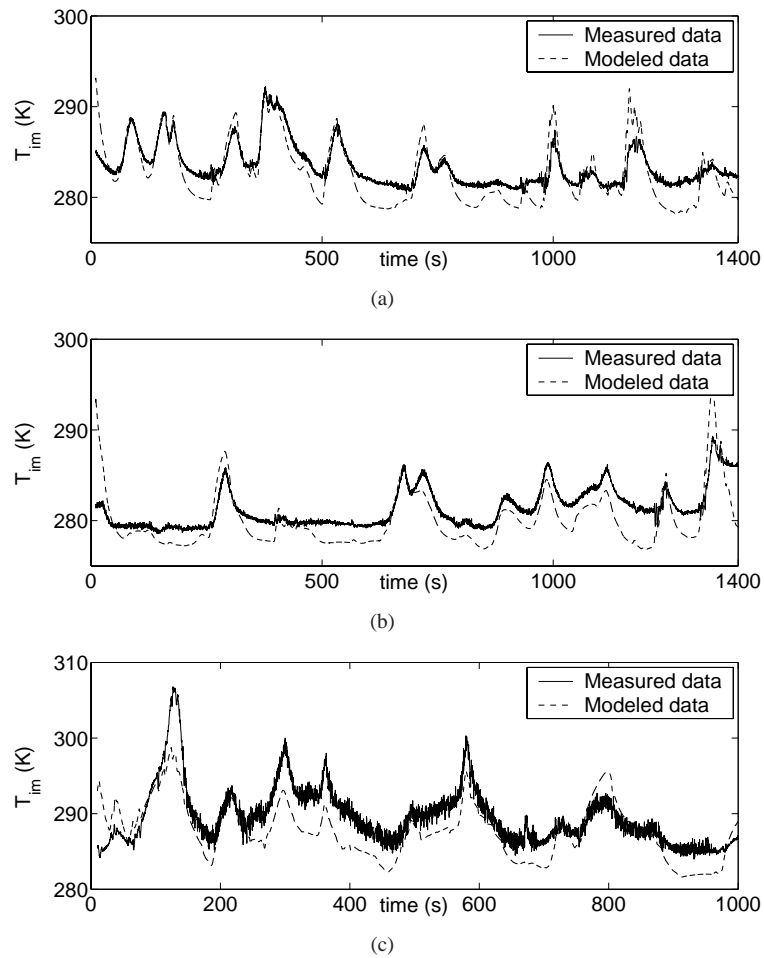 300
290
280
T_im (K)
Measured data
Modeled data
0
500
1000
1400
time (s)
(a)
300
290
280
T_im (K)
Measured data
Modeled data
0
500
1000
1400
time (s)
(b)
310
300
290
280
T_im (K)
Measured data
Modeled data
0
200
400
600
800
1000
time (s)
(c)